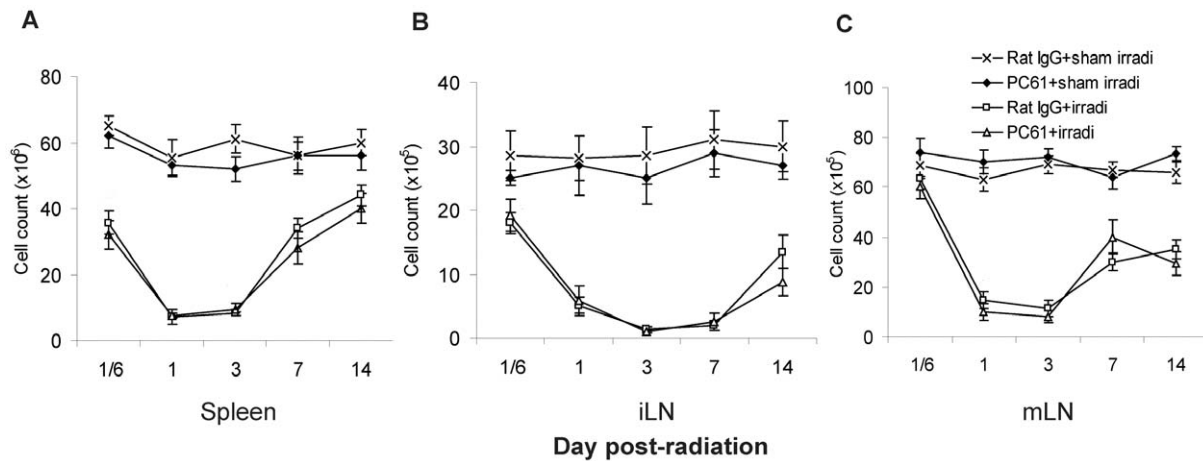 A
B
C
Rat IgG+sham irradi
PC61+sham irradi
Rat IgG+irradi
PC61+irradi
Cell count (x10⁶)
80
60
40
20
0
1/6 1 3 7 14
Spleen
Cell count (x10⁵)
40
30
20
10
0
1/6 1 3 7 14
iLN
Cell count (x10⁵)
100
80
60
40
20
0
1/6 1 3 7 14
mLN
Day post-radiation